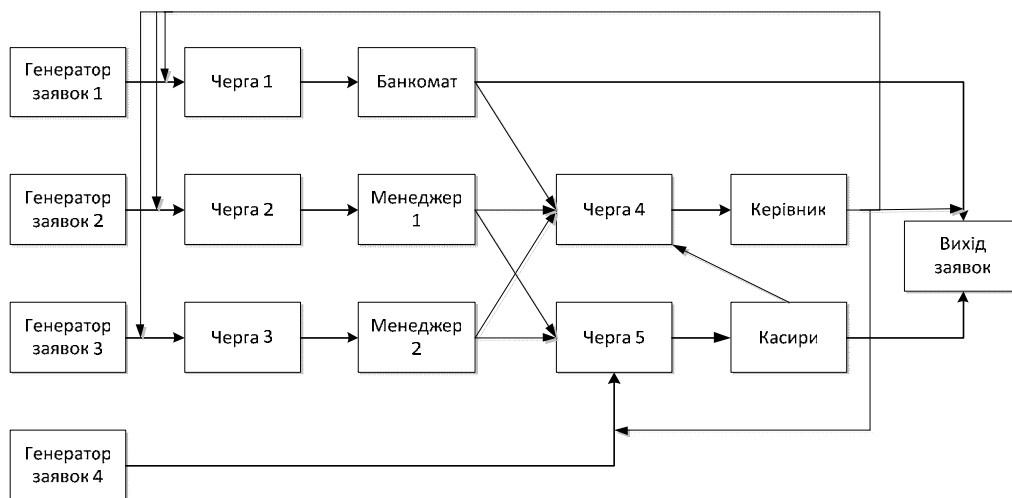 Генератор
заявок 1
Черга 1
Банкомат
Генератор
заявок 2
Черга 2
Менеджер
1
Черга 4
Керівник
Вихід
заявок
Генератор
заявок 3
Черга 3
Менеджер
2
Черга 5
Касири
Генератор
заявок 4